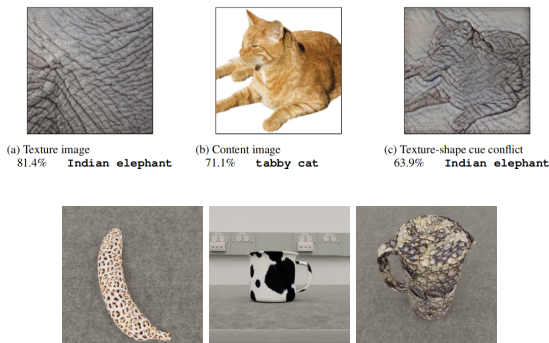 (a) Texture image
81.4% Indian elephant
(b) Content image
71.1% tabby cat
(c) Texture-shape cue conflict
63.9% Indian elephant